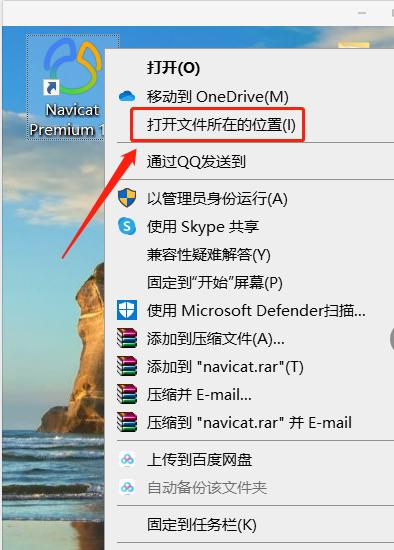 Navicat
Premium 1
打开(O)
移动到 OneDrive(M)
打开文件所在的位置(I)
通过QQ发送到
以管理员身份运行(A)
使用 Skype 共享
兼容性疑难解答(Y)
固定到“开始”屏幕(P)
使用 Microsoft Defender扫描...
添加到压缩文件(A)...
添加到 "navicat.rar"(T)
压缩并 E-mail...
压缩到 "navicat.rar" 并 E-mail
上传到百度网盘
自动备份该文件夹
固定到任务栏(K)